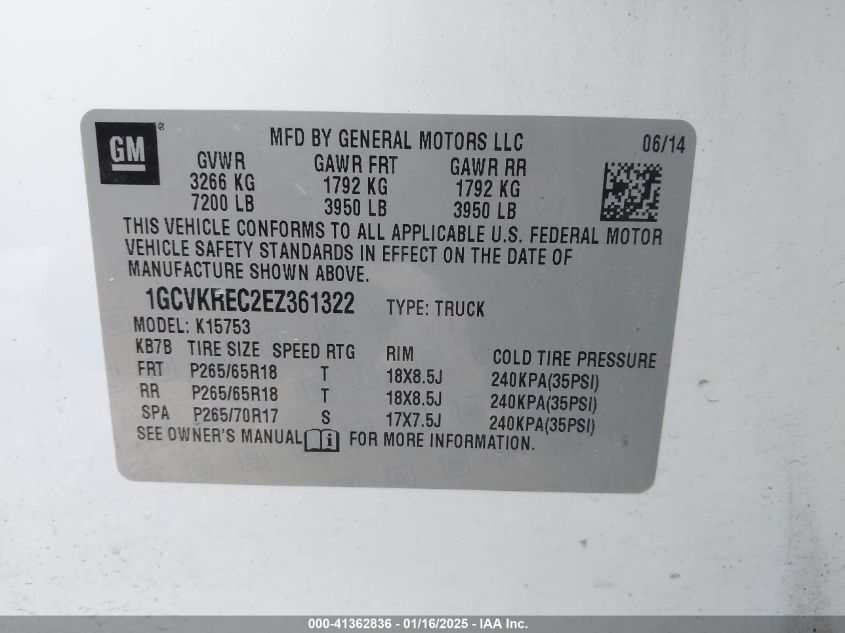 GM ®
MFD BY GENERAL MOTORS LLC 06/14
GVWR GAWR FRT GAWR RR
3266 KG 1792 KG 1792 KG
7200 LB 3950 LB 3950 LB
THIS VEHICLE CONFORMS TO ALL APPLICABLE U.S. FEDERAL MOTOR
VEHICLE SAFETY STANDARDS IN EFFECT ON THE DATE OF
MANUFACTURE SHOWN ABOVE.
1GCVKREC2EZ361322 TYPE: TRUCK
MODEL: K15753
KB7B TIRE SIZE SPEED RTG RIM COLD TIRE PRESSURE
FRT P265/65R18 T 18X8.5J 240KPA(35PSI)
RR P265/65R18 T 18X8.5J 240KPA(35PSI)
SPA P265/70R17 S 17X7.5J 240KPA(35PSI)
SEE OWNER'S MANUAL i FOR MORE INFORMATION.
000-41362836 - 01/16/2025 - IAA Inc.